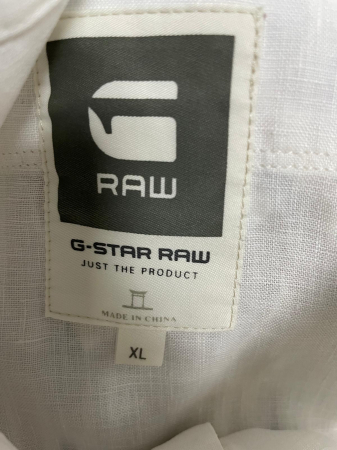 RAW
G-STAR RAW
JUST THE PRODUCT
MADE IN CHINA
XL